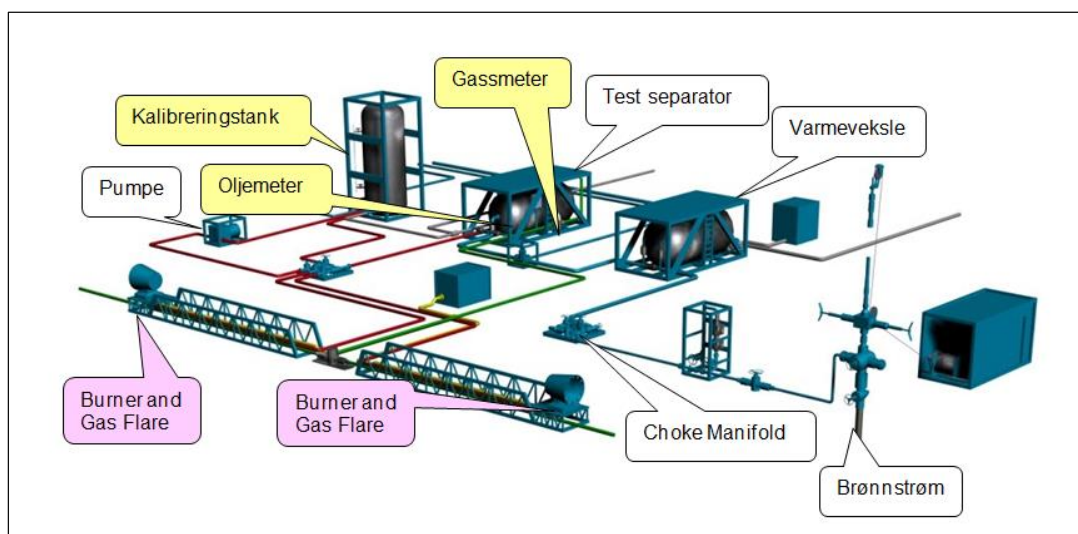 Gassmeter
Test separator
Kalibreringstank
Varmeveksle
Pumpe
Oljemeter
Burner and
Gas Flare
Burner and
Gas Flare
Choke Manifold
Brønnstrøm